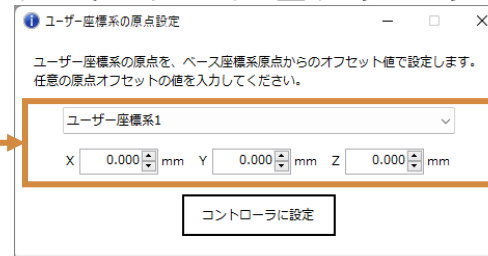 ユーザー座標系の原点設定
ユーザー座標系の原点を、ベース座標系原点からのオフセット値で設定します。
任意の原点オフセットの値を入力してください。
ユーザー座標系1
X 0.000 mm Y 0.000 mm Z 0.000 mm
コントローラに設定